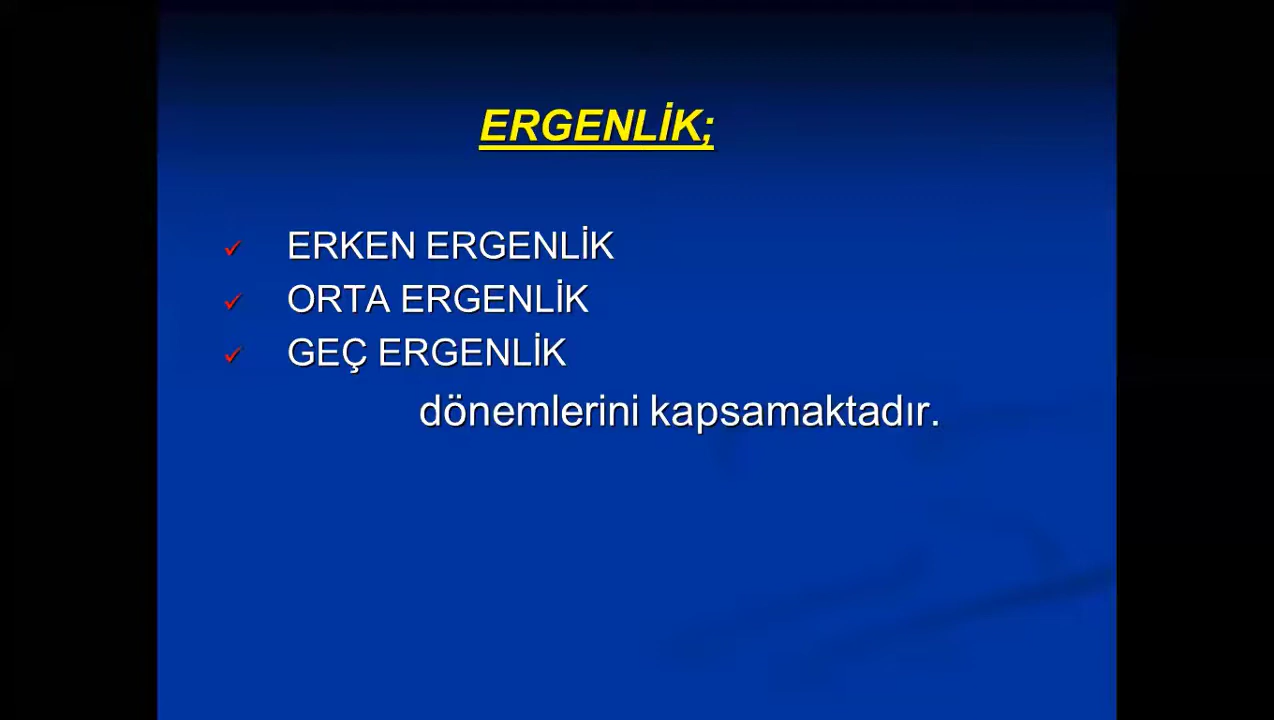 ERGENLİK;
ERKEN ERGENLİK
ORTA ERGENLİK
GEÇ ERGENLİK
dönemlerini kapsamaktadır.